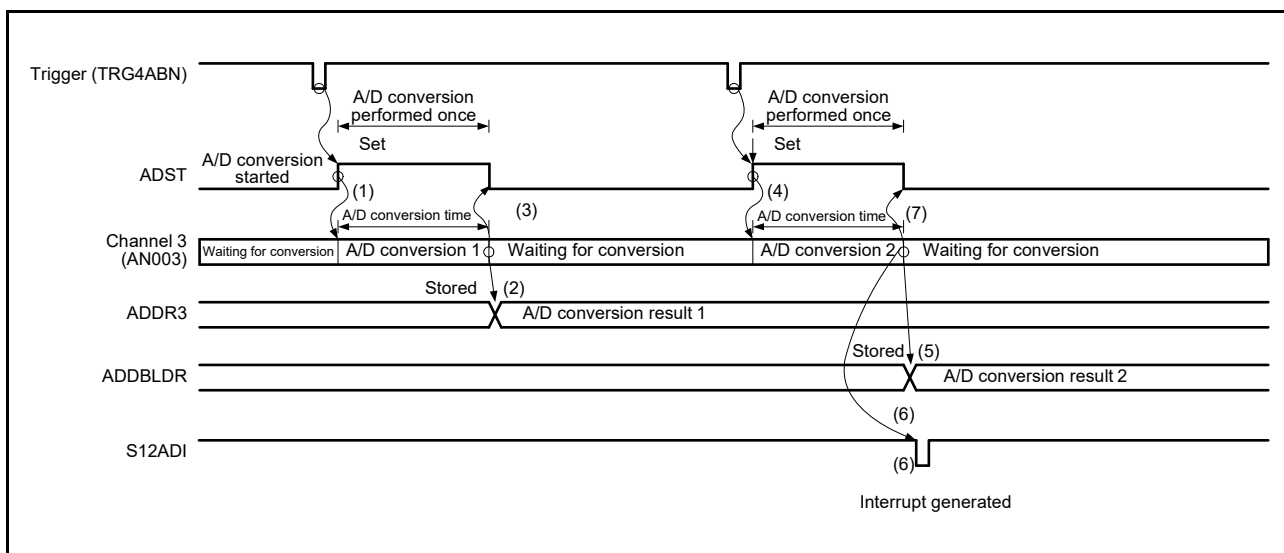 Trigger (TRG4ABN)
A/D conversion
performed once
A/D conversion
performed once
Set
Set
A/D conversion
started
ADST
(1)
(4)
(3)
(7)
A/D conversion time
A/D conversion time
Channel 3
(AN003)
Waiting for conversion
A/D conversion 1
Waiting for conversion
A/D conversion 2
Waiting for conversion
Stored
(2)
ADDR3
A/D conversion result 1
Stored
(5)
ADDBLDR
A/D conversion result 2
(6)
S12ADI
(6)
Interrupt generated